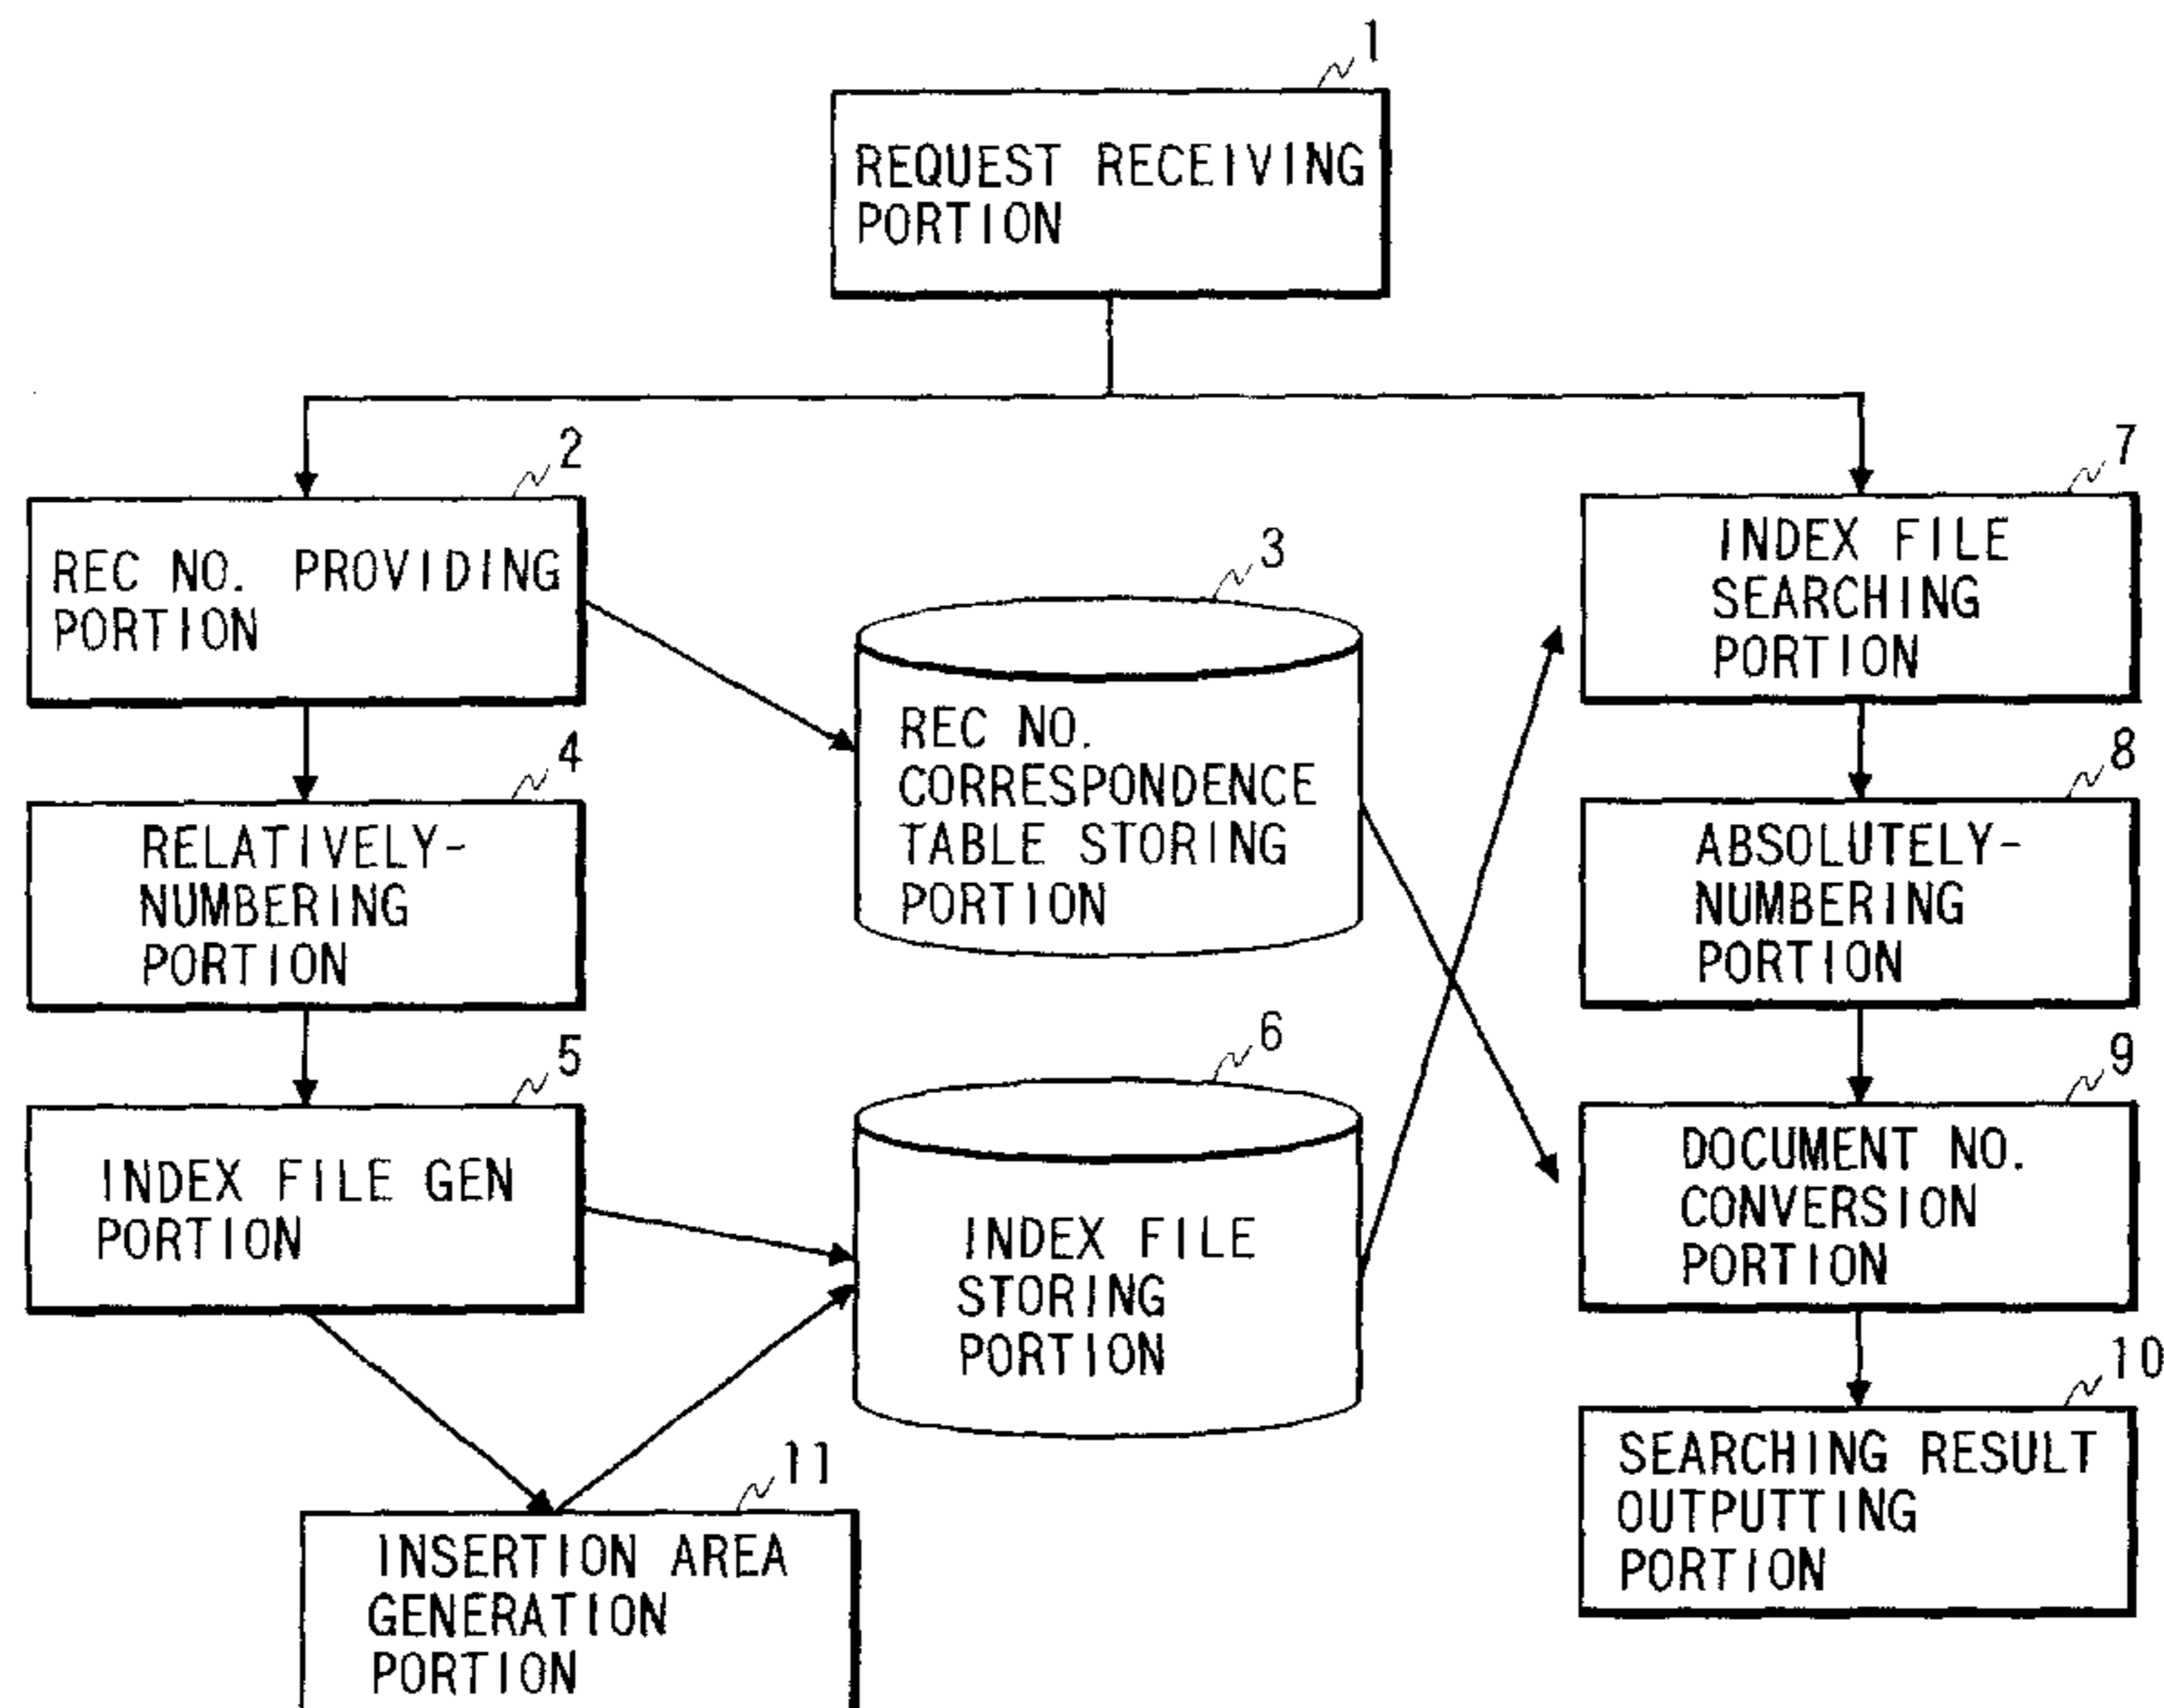 1
REQUEST RECEIVING
PORTION
2
REC NO. PROVIDING
PORTION
3
REC NO.
CORRESPONDENCE
TABLE STORING
PORTION
4
RELATIVELY-
NUMBERING
PORTION
5
INDEX FILE GEN
PORTION
6
INDEX FILE
STORING
PORTION
7
INDEX FILE
SEARCHING
PORTION
8
ABSOLUTELY-
NUMBERING
PORTION
9
DOCUMENT NO.
CONVERSION
PORTION
10
SEARCHING RESULT
OUTPUTTING
PORTION
11
INSERTION AREA
GENERATION
PORTION